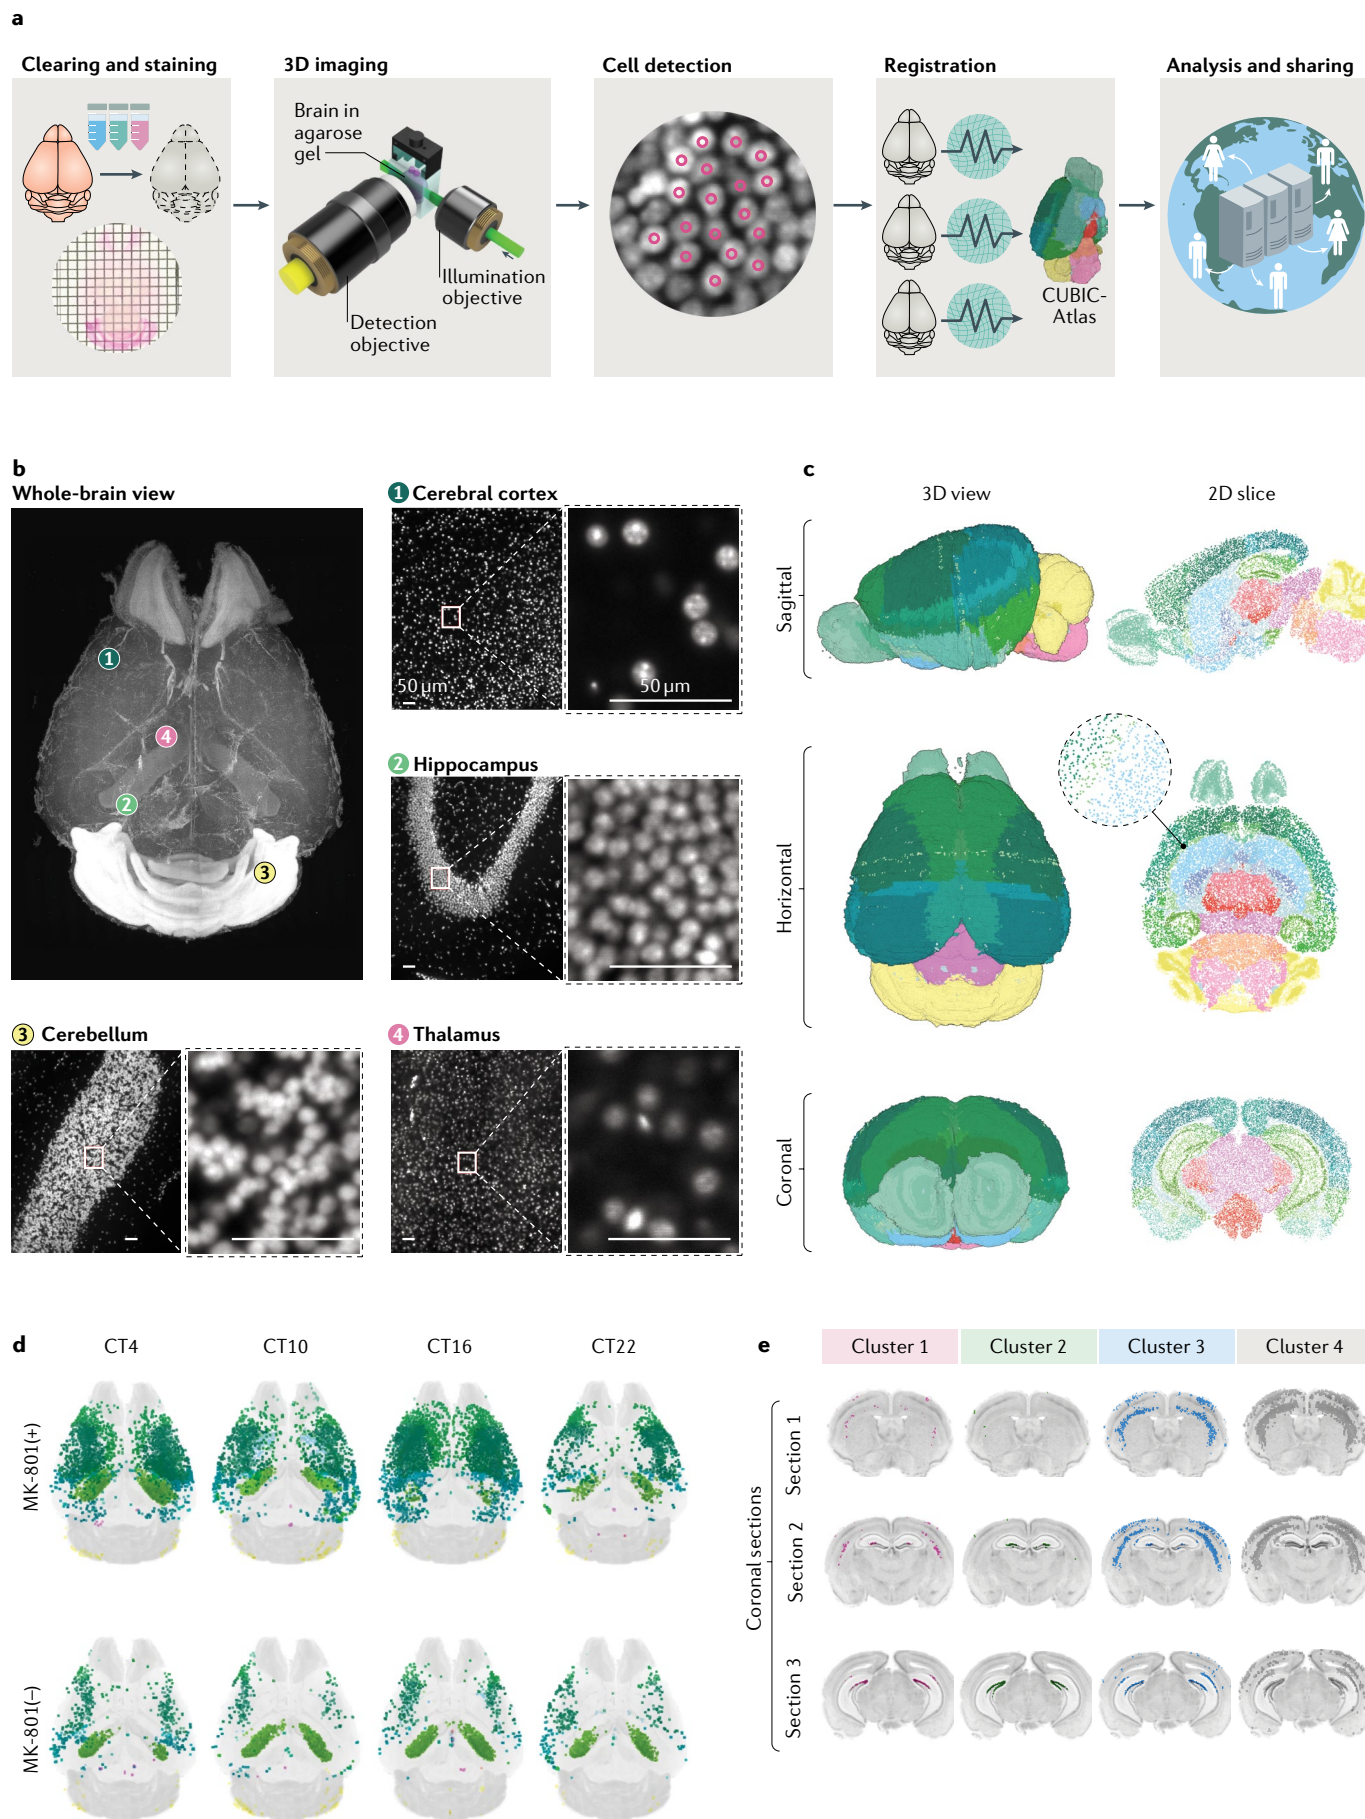 a
Clearing and staining
3D imaging
Cell detection
Registration
Analysis and sharing
Brain in
agarose
gel
Illumination
objective
Detection
objective
CUBIC-
Atlas
b
Whole-brain view
1
4
2
3
1 Cerebral cortex
50 µm
50 µm
2 Hippocampus
3 Cerebellum
4 Thalamus
c
3D view
2D slice
Sagittal
Horizontal
Coronal
d
CT4
CT10
CT16
CT22
MK-801(+)
MK-801(–)
e
Cluster 1
Cluster 2
Cluster 3
Cluster 4
Coronal sections
Section 1
Section 2
Section 3